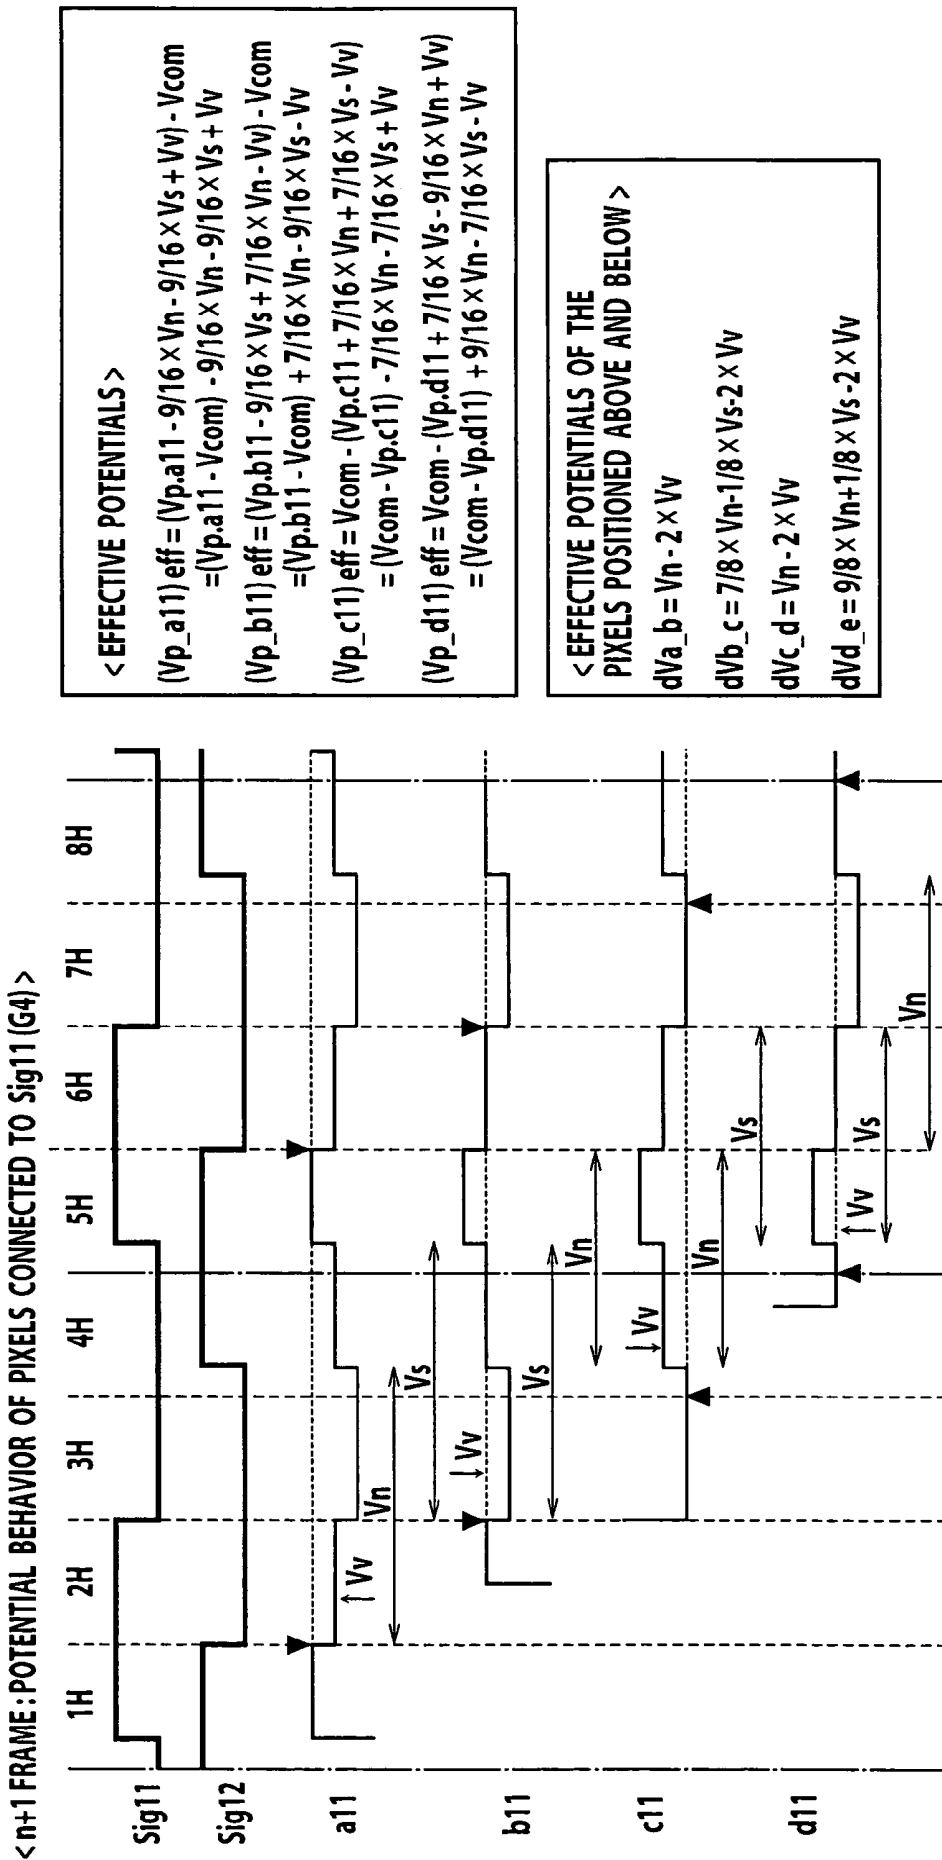 <n+1 FRAME:POTENTIAL BEHAVIOR OF PIXELS CONNECTED TO Sig11(G4)>
1H 2H 3H 4H 5H 6H 7H 8H
Sig11
Sig12
a11
↑Vv
Vn
Vs
b11
↓Vv
Vs
Vn
c11
↓Vv
Vn
Vs
d11
↑Vv
Vs
Vn
<EFFECTIVE POTENTIALS>
(Vp_a11) eff = (Vp.a11 - 9/16 × Vn - 9/16 × Vs + Vv) - Vcom
=(Vp.a11 - Vcom) - 9/16 × Vn - 9/16 × Vs + Vv
(Vp_b11) eff = (Vp.b11 - 9/16 × Vs + 7/16 × Vn - Vv) - Vcom
=(Vp.b11 - Vcom) + 7/16 × Vn - 9/16 × Vs - Vv
(Vp_c11) eff = Vcom - (Vp.c11 + 7/16 × Vn + 7/16 × Vs - Vv)
= (Vcom - Vp.c11) - 7/16 × Vn - 7/16 × Vs + Vv
(Vp_d11) eff = Vcom - (Vp.d11 + 7/16 × Vs - 9/16 × Vn + Vv)
= (Vcom - Vp.d11) + 9/16 × Vn - 7/16 × Vs - Vv
<EFFECTIVE POTENTIALS OF THE
PIXELS POSITIONED ABOVE AND BELOW>
dVa_b = Vn - 2 × Vv
dVb_c = 7/8 × Vn-1/8 × Vs-2 × Vv
dVc_d = Vn - 2 × Vv
dVd_e = 9/8 × Vn+1/8 × Vs-2 × Vv